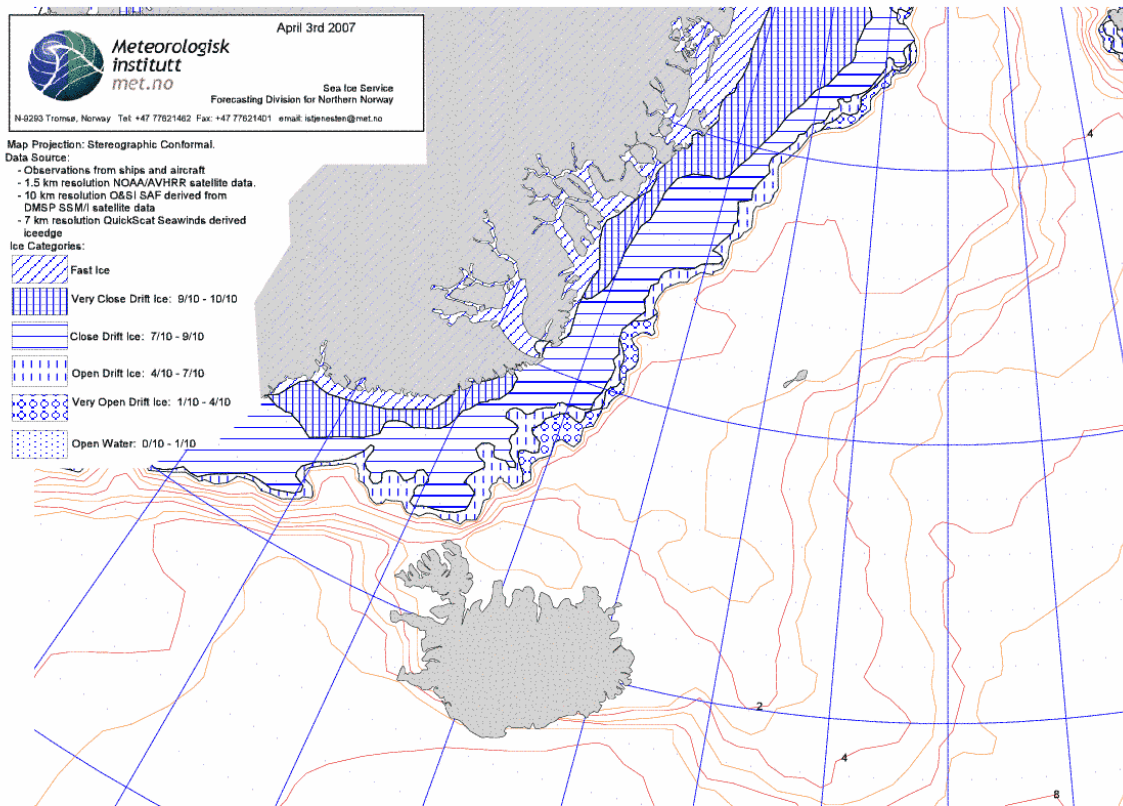 April 3rd 2007
Meteorologisk
institutt
met.no
Sea Ice Service
Forecasting Division for Northern Norway
N-9293 Tromsø, Norway Tel: +47 77621462 Fax: +47 77621401 email: istjenesten@met.no
Map Projection: Stereographic Conformal.
Data Source:
- Observations from ships and aircraft
- 1.5 km resolution NOAA/AVHRR satellite data.
- 10 km resolution O&SI SAF derived from
DMSP SSM/I satellite data
- 7 km resolution QuickScat Seawinds derived
iceedge
Ice Categories:
Fast Ice
Very Close Drift Ice: 9/10 - 10/10
Close Drift Ice: 7/10 - 9/10
Open Drift Ice: 4/10 - 7/10
Very Open Drift Ice: 1/10 - 4/10
Open Water: 0/10 - 1/10
4
2
4
8